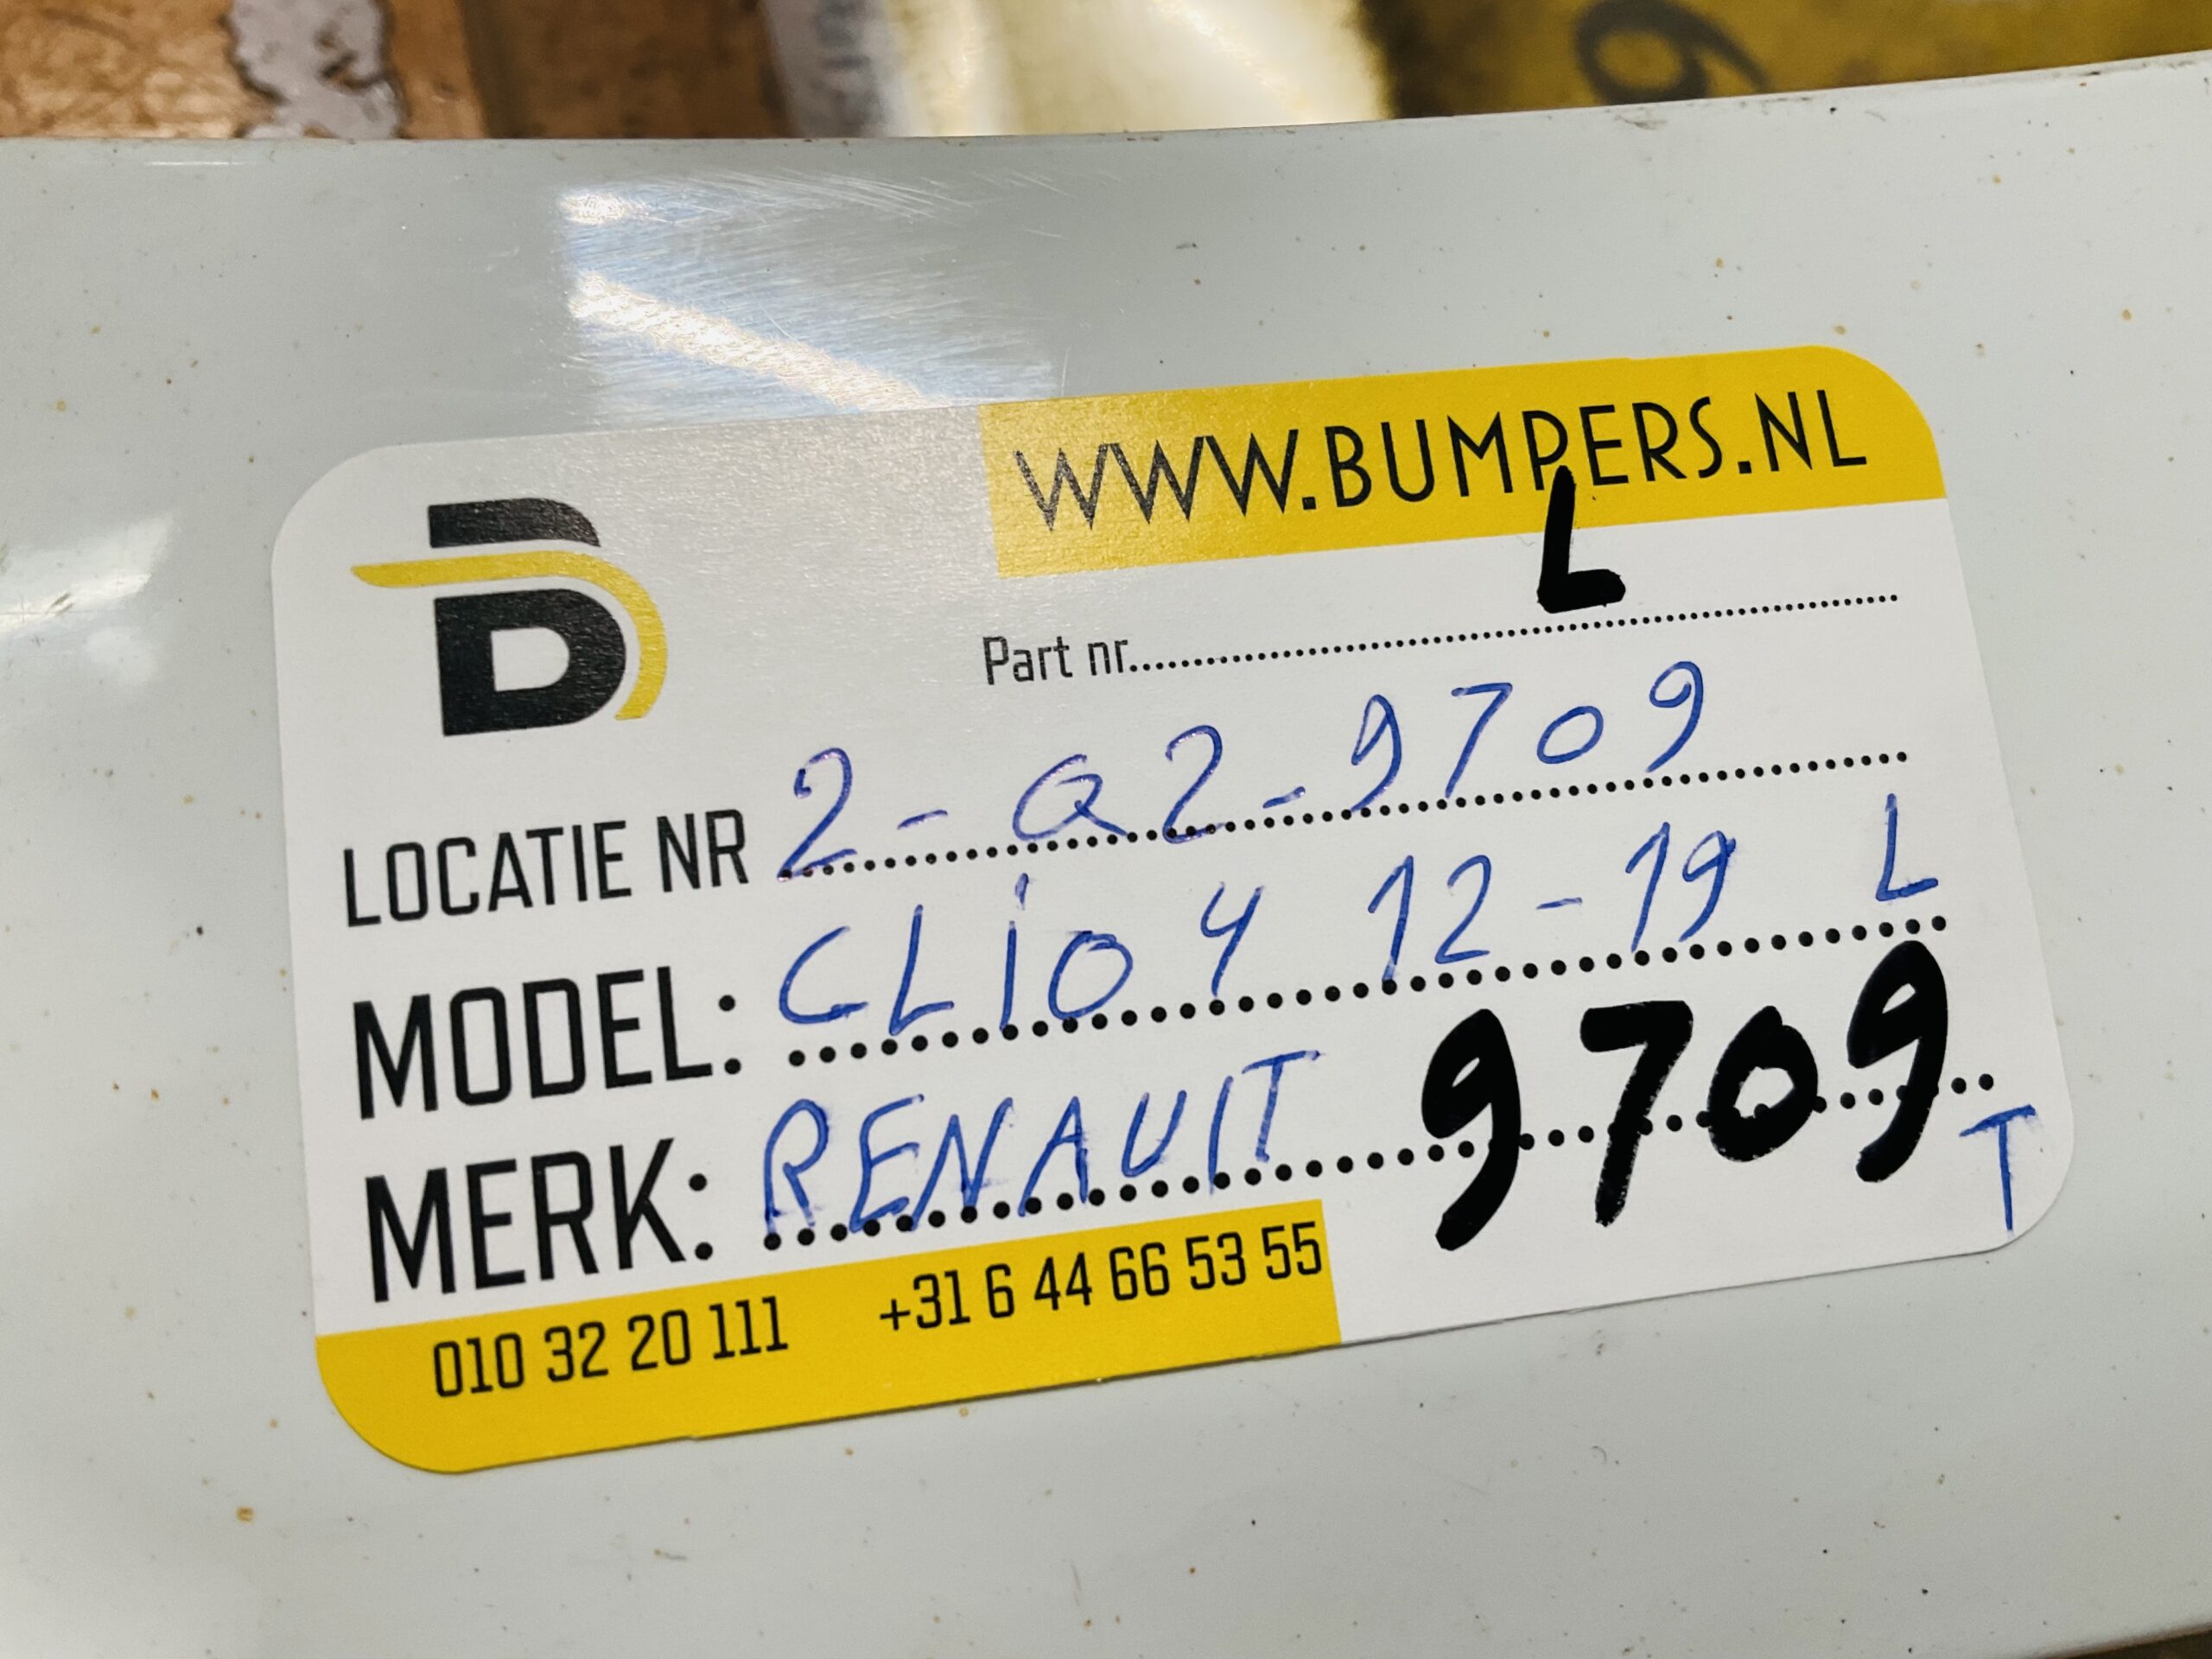 WWW.BUMPERS.NL
B
L
Part nr.
LOCATIE NR 2-Q2-9709
MODEL: CLiO 4 12-19 L
MERK: RENAUIT 9709
T
010 32 20 111 +31 6 44 66 53 55